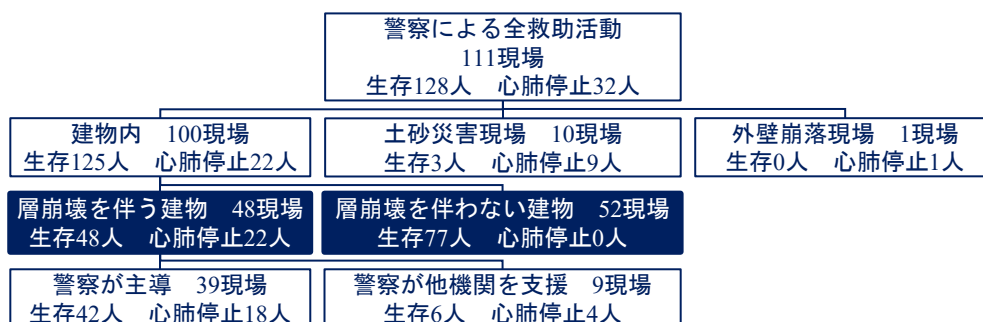 警察による全救助活動
111現場
生存128人　心肺停止32人
建物内　100現場
生存125人　心肺停止22人
土砂災害現場　10現場
生存3人　心肺停止9人
外壁崩落現場　1現場
生存0人　心肺停止1人
層崩壊を伴う建物　48現場
生存48人　心肺停止22人
層崩壊を伴わない建物　52現場
生存77人　心肺停止0人
警察が主導　39現場
生存42人　心肺停止18人
警察が他機関を支援　9現場
生存6人　心肺停止4人